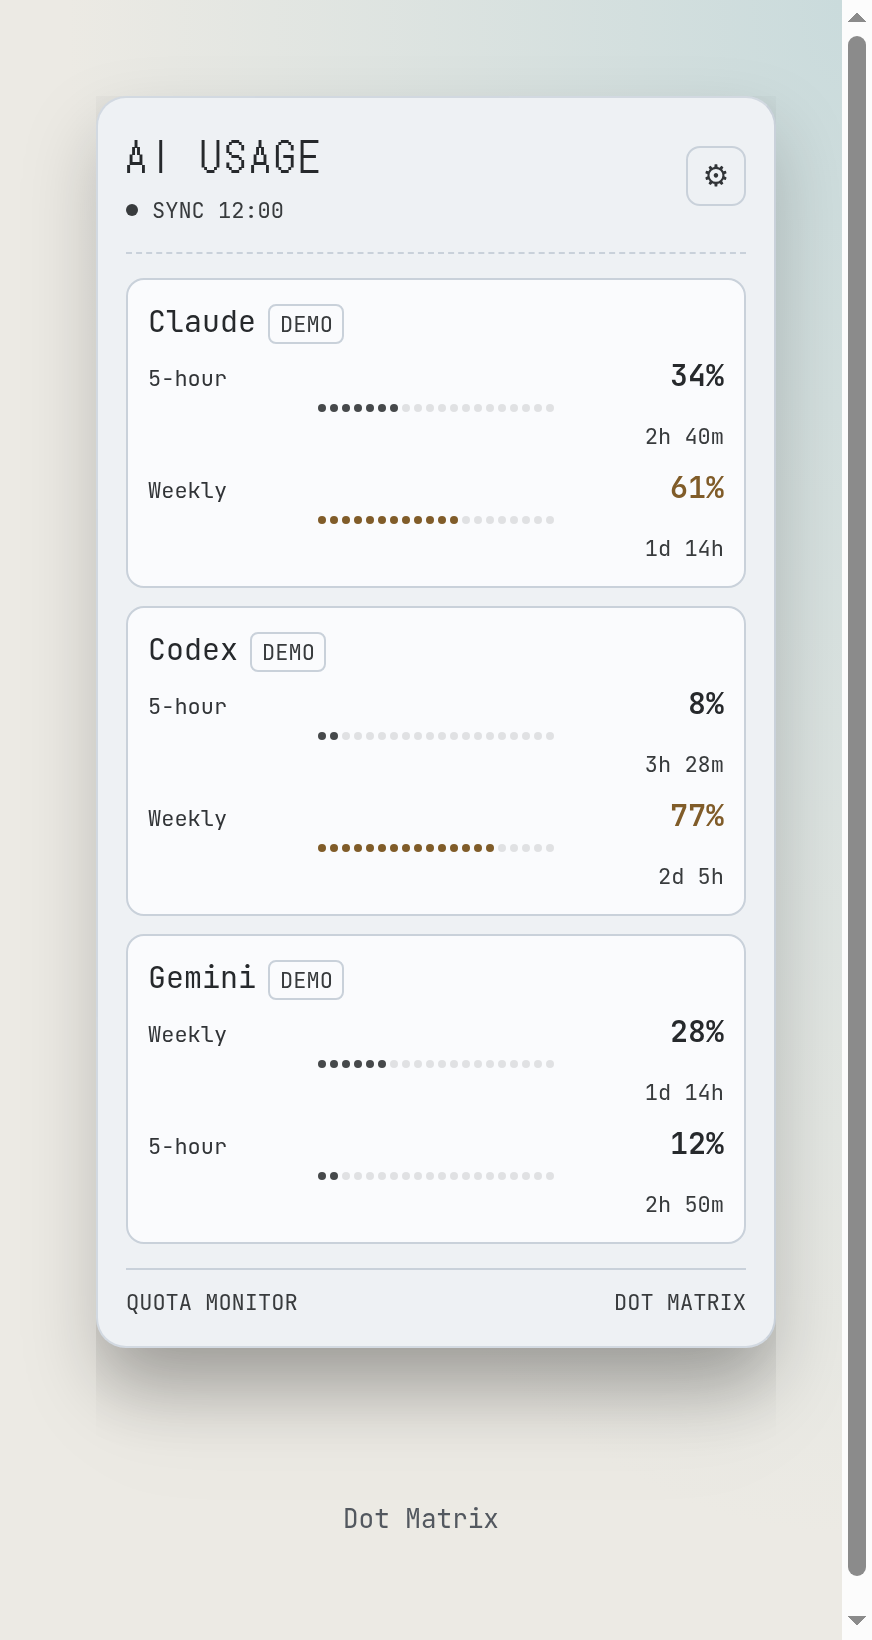 AI USAGE
SYNC 12:00
Claude DEMO
5-hour 34%
2h 40m
Weekly 61%
1d 14h
Codex DEMO
5-hour 8%
3h 28m
Weekly 77%
2d 5h
Gemini DEMO
Weekly 28%
1d 14h
5-hour 12%
2h 50m
QUOTA MONITOR DOT MATRIX
Dot Matrix